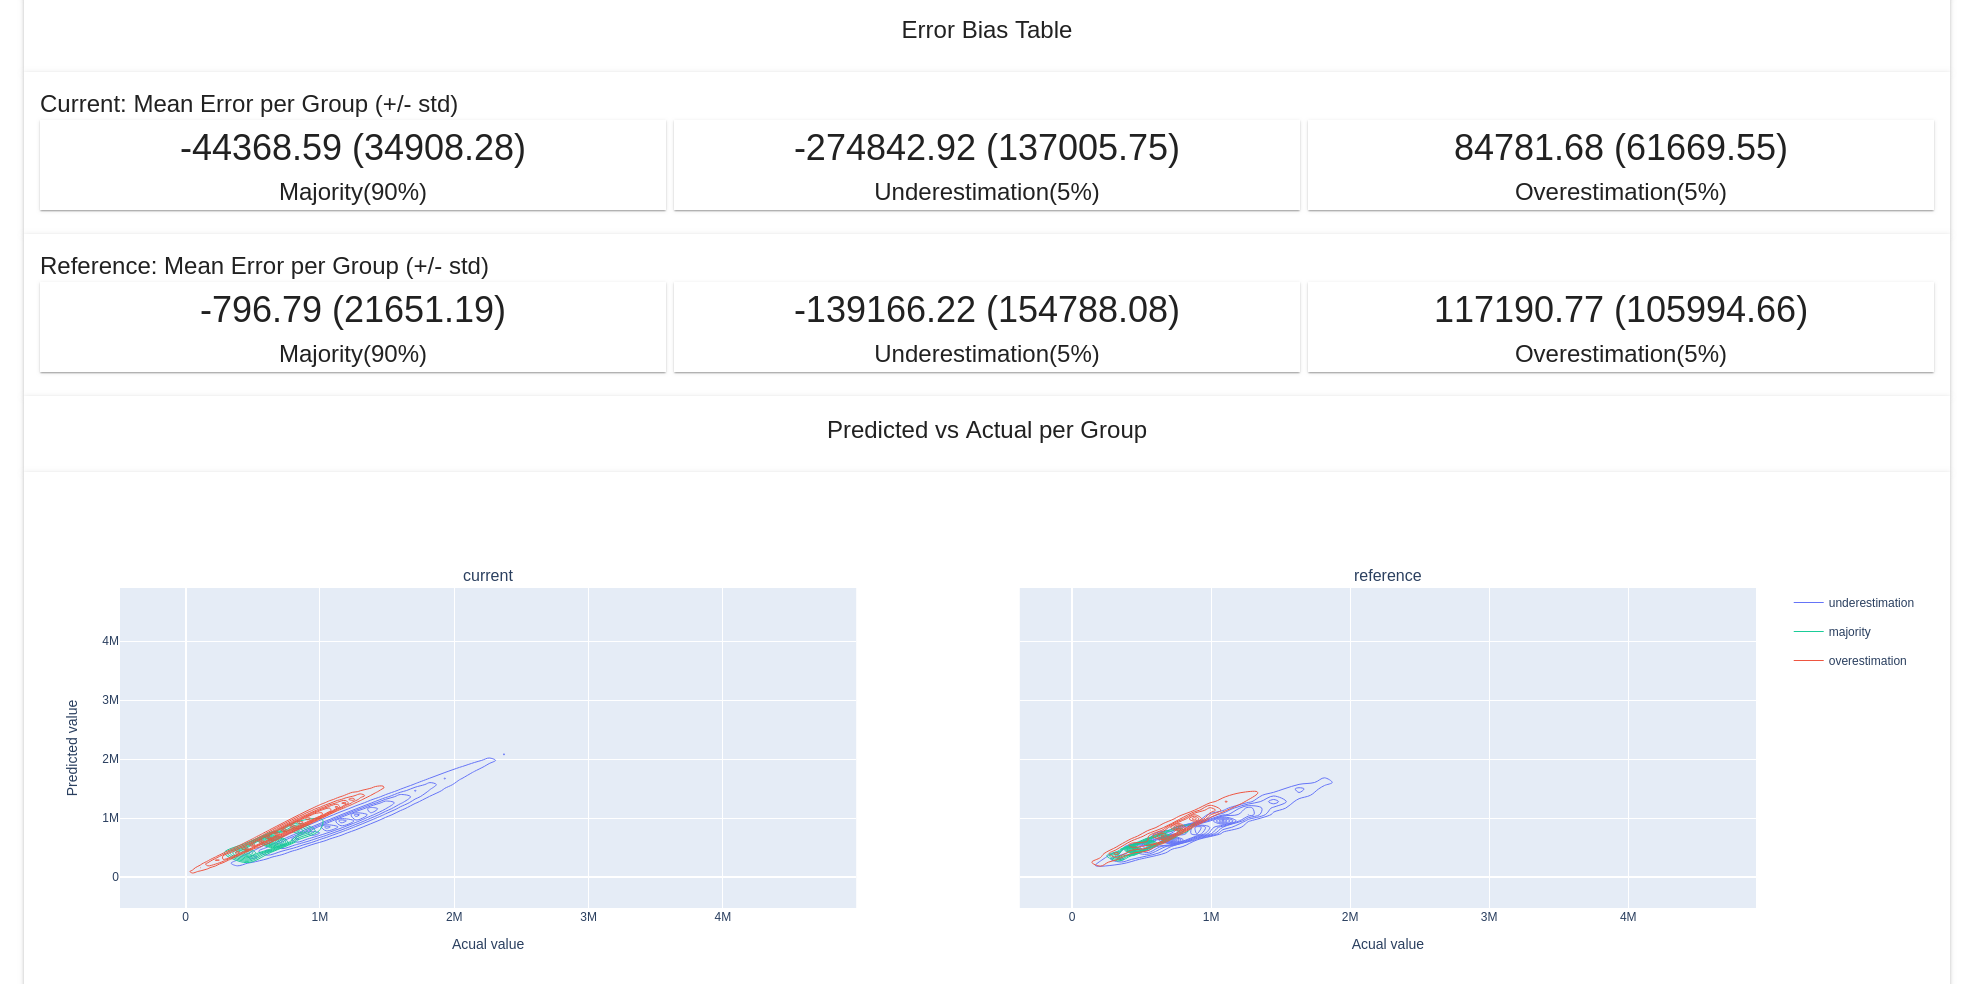 Error Bias Table
Current: Mean Error per Group (+/- std)
-44368.59 (34908.28)
Majority(90%)
-274842.92 (137005.75)
Underestimation(5%)
84781.68 (61669.55)
Overestimation(5%)
Reference: Mean Error per Group (+/- std)
-796.79 (21651.19)
Majority(90%)
-139166.22 (154788.08)
Underestimation(5%)
117190.77 (105994.66)
Overestimation(5%)
Predicted vs Actual per Group
current
Predicted value
4M
3M
2M
1M
0
0 1M 2M 3M 4M
Acual value
reference
0 1M 2M 3M 4M
Acual value
underestimation
majority
overestimation